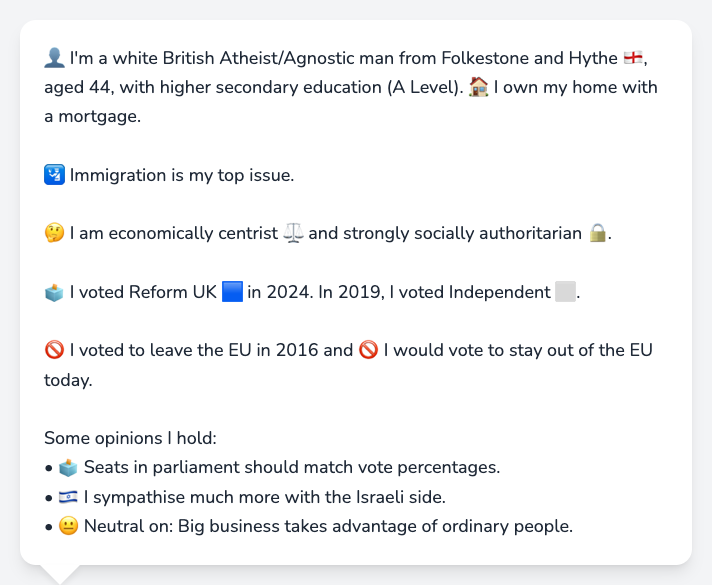 👤 I'm a white British Atheist/Agnostic man from Folkestone and Hythe 🏴󠁧󠁢󠁥󠁮󠁧󠁿,
aged 44, with higher secondary education (A Level). 🏠 I own my home with
a mortgage.
🛂 Immigration is my top issue.
🤔 I am economically centrist ⚖️ and strongly socially authoritarian 🔒.
🗳️ I voted Reform UK 🟦 in 2024. In 2019, I voted Independent ⬜.
🚫 I voted to leave the EU in 2016 and 🚫 I would vote to stay out of the EU
today.
Some opinions I hold:
• 🗳️ Seats in parliament should match vote percentages.
• 🇮🇱 I sympathise much more with the Israeli side.
• 😐 Neutral on: Big business takes advantage of ordinary people.